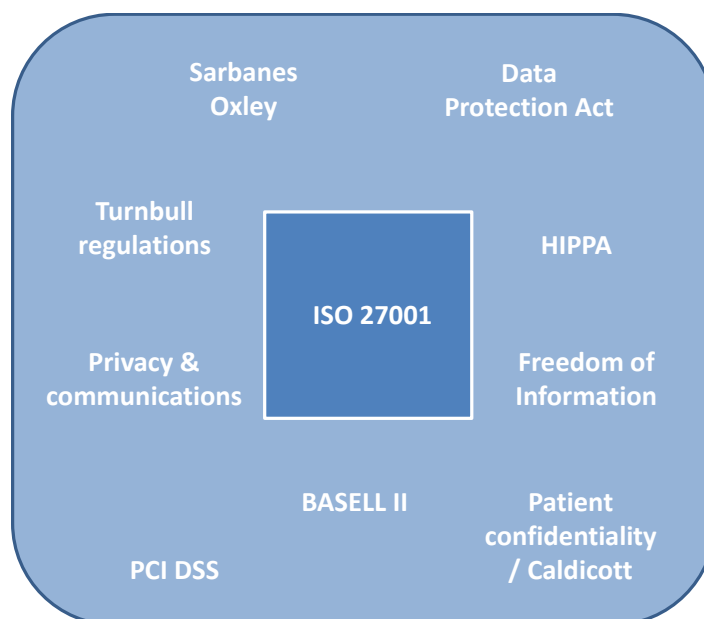 Sarbanes
Oxley
Data
Protection Act
Turnbull
regulations
HIPPA
ISO 27001
Privacy &
communications
Freedom of
Information
BASELL II
Patient
confidentiality
/ Caldicott
PCI DSS